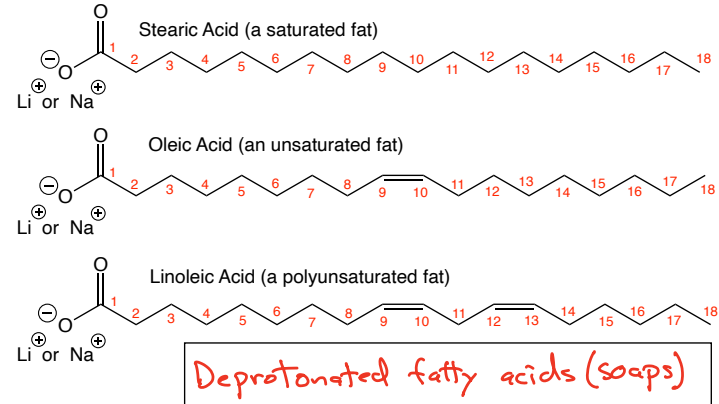 Stearic Acid (a saturated fat)
O
1 2 3 4 5 6 7 8 9 10 11 12 13 14 15 16 17 18
⊖O
Li⊕ or Na⊕
Oleic Acid (an unsaturated fat)
O
1 2 3 4 5 6 7 8 9 10 11 12 13 14 15 16 17 18
⊖O
Li⊕ or Na⊕
Linoleic Acid (a polyunsaturated fat)
O
1 2 3 4 5 6 7 8 9 10 11 12 13 14 15 16 17 18
⊖O
Li⊕ or Na⊕
Deprotonated fatty acids (soaps)